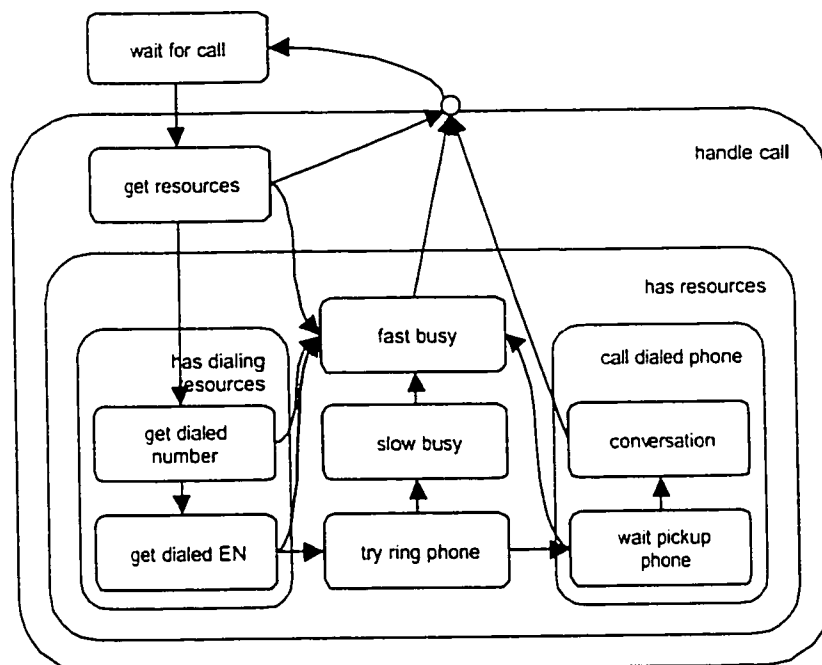 wait for call
handle call
get resources
has resources
fast busy
has dialing
resources
call dialed phone
get dialed
number
slow busy
conversation
get dialed EN
try ring phone
wait pickup
phone